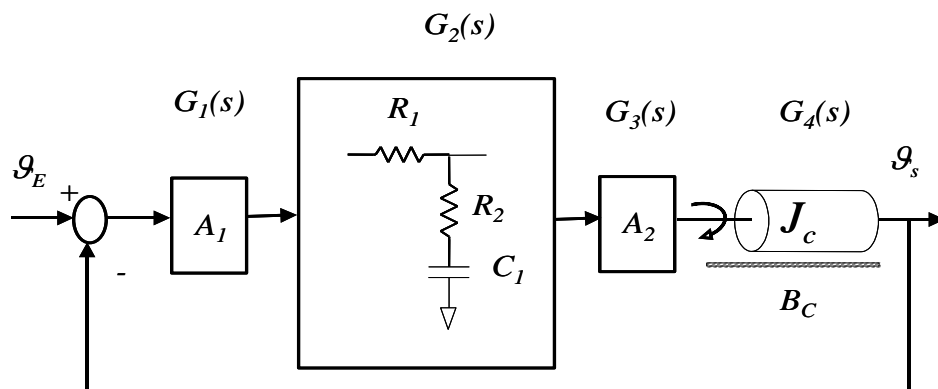 G₂(s)
G₁(s)
R₁
G₃(s)
G₄(s)
ϑ_E
+
A₁
R₂
A₂
J_c
ϑ_s
-
C₁
B_C